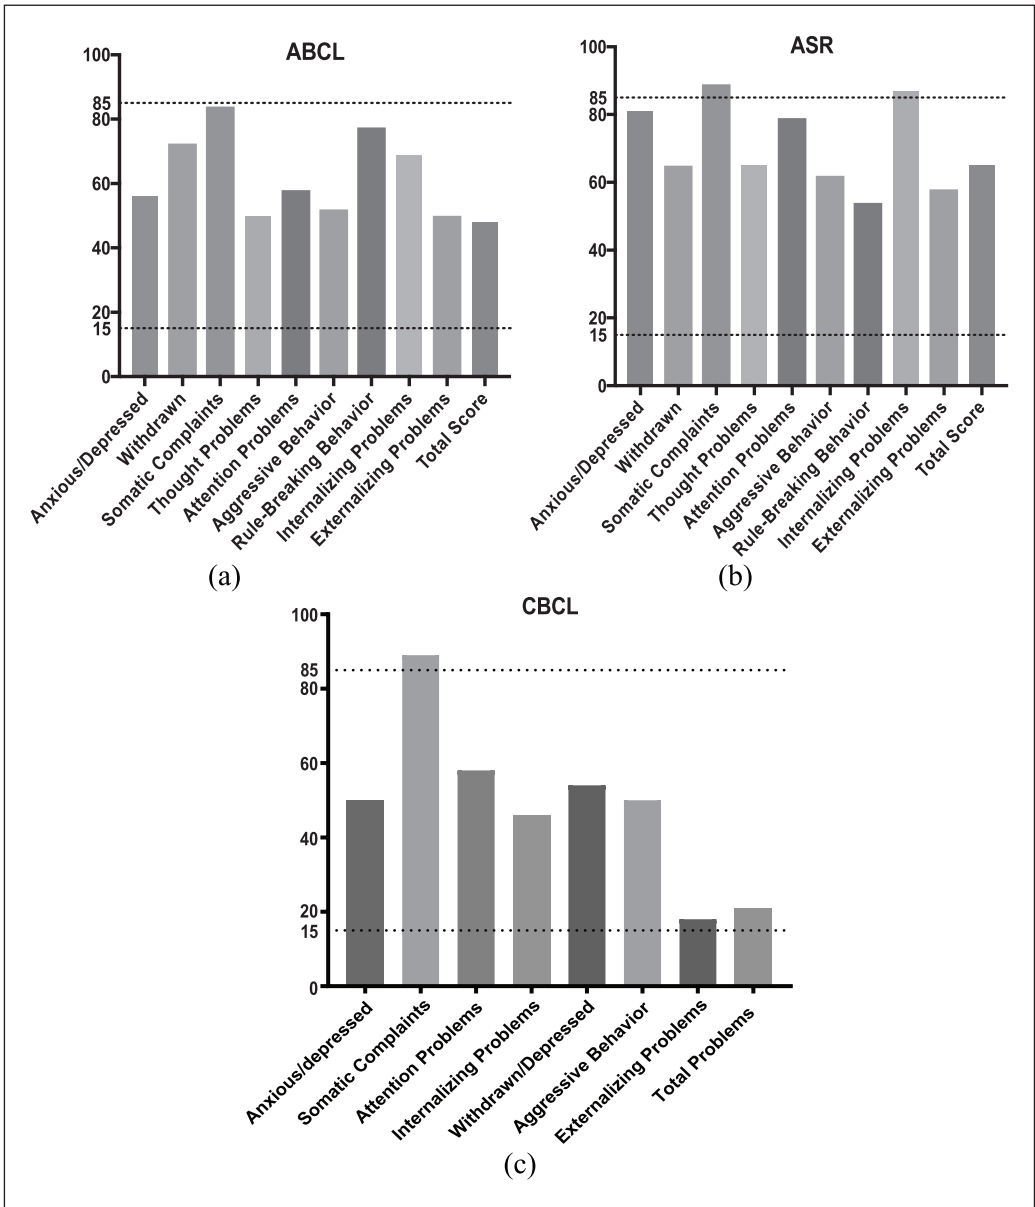 ABCL
100
85
80
60
40
20
15
0
Anxious/Depressed
Withdrawn
Somatic Complaints
Thought Problems
Attention Problems
Aggressive Behavior
Rule-Breaking Behavior
Internalizing Problems
Externalizing Problems
Total Score
(a)
ASR
100
85
80
60
40
20
15
0
Anxious/Depressed
Withdrawn
Somatic Complaints
Thought Problems
Attention Problems
Aggressive Behavior
Rule-Breaking Behavior
Internalizing Problems
Externalizing Problems
Total Score
(b)
CBCL
100
85
80
60
40
20
15
0
Anxious/depressed
Somatic Complaints
Attention Problems
Internalizing Problems
Withdrawn/Depressed
Aggressive Behavior
Externalizing Problems
Total Problems
(c)